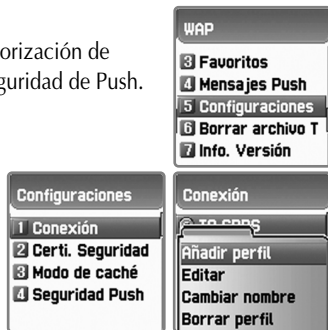 orización de
guridad de Push.
WAP
3 Favoritos
4 Mensajes Push
5 Configuraciones
6 Borrar archivo T
7 Info. Versión
Configuraciones
1 Conexión
2 Certi. Seguridad
3 Modo de caché
4 Seguridad Push
Conexión
TO GPRS
Añadir perfil
Editar
Cambiar nombre
Borrar perfil